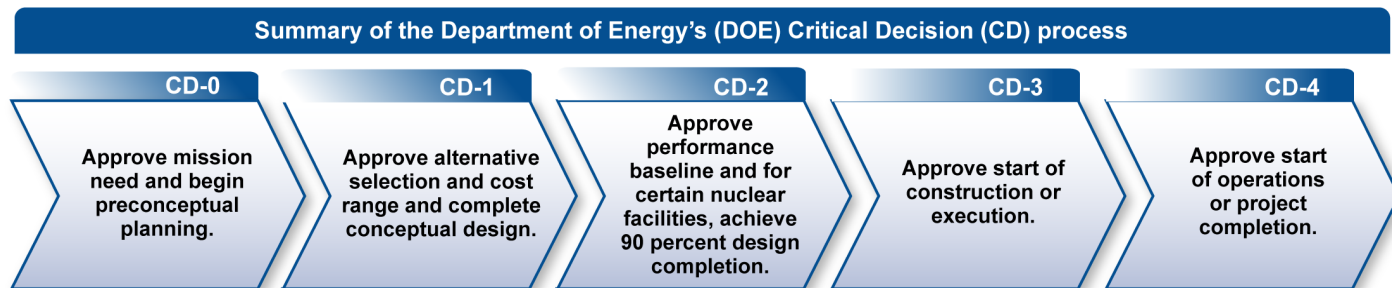 Summary of the Department of Energy's (DOE) Critical Decision (CD) process
CD-0
Approve mission
need and begin
preconceptual
planning.
CD-1
Approve alternative
selection and cost
range and complete
conceptual design.
CD-2
Approve
performance
baseline and for
certain nuclear
facilities, achieve
90 percent design
completion.
CD-3
Approve start of
construction or
execution.
CD-4
Approve start
of operations
or project
completion.